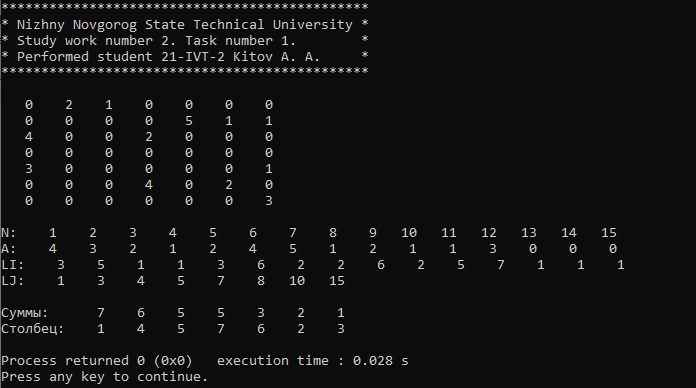 ***********************************************
* Nizhny Novgorog State Technical University *
* Study work number 2. Task number 1. *
* Performed student 21-IVT-2 Kitov A. A. *
***********************************************
0 2 1 0 0 0 0
0 0 0 0 5 1 1
4 0 0 2 0 0 0
0 0 0 0 0 0 0
3 0 0 0 0 0 1
0 0 0 4 0 2 0
0 0 0 0 0 0 3
N: 1 2 3 4 5 6 7 8 9 10 11 12 13 14 15
A: 4 3 2 1 2 4 5 1 2 1 1 3 0 0 0
LI: 3 5 1 1 3 6 2 2 6 2 5 7 1 1 1
LJ: 1 3 4 5 7 8 10 15
Суммы: 7 6 5 5 3 2 1
Столбец: 1 4 5 7 6 2 3
Process returned 0 (0x0) execution time : 0.028 s
Press any key to continue.